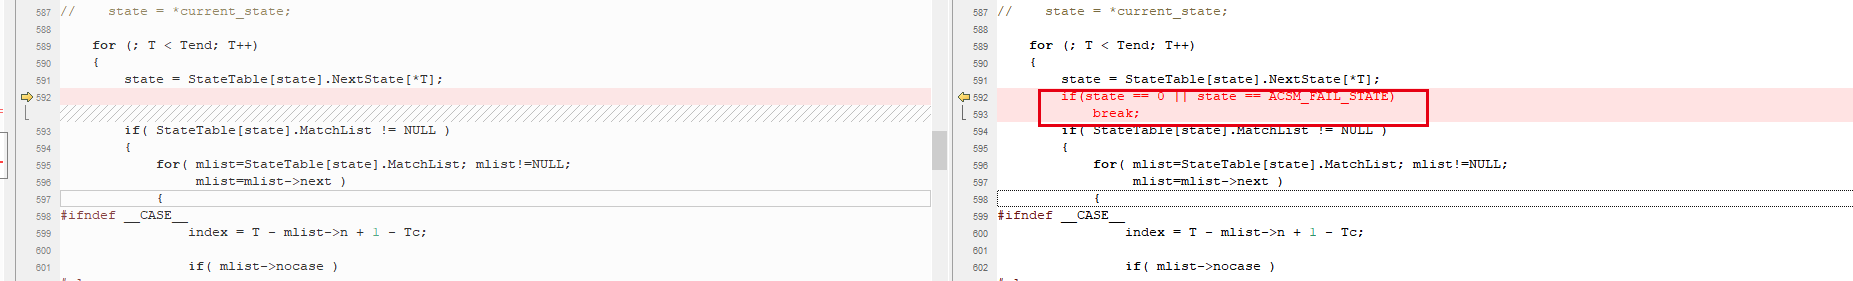 587 //    state = *current_state;
588
589     for (; T < Tend; T++)
590     {
591         state = StateTable[state].NextState[*T];
592
593         if( StateTable[state].MatchList != NULL )
594         {
595             for( mlist=StateTable[state].MatchList; mlist!=NULL;
596                  mlist=mlist->next )
597             {
598 #ifndef __CASE__
599                 index = T - mlist->n + 1 - Tc;
600
601                 if( mlist->nocase )
587 //    state = *current_state;
588
589     for (; T < Tend; T++)
590     {
591         state = StateTable[state].NextState[*T];
592         if(state == 0 || state == ACSM_FAIL_STATE)
593             break;
594         if( StateTable[state].MatchList != NULL )
595         {
596             for( mlist=StateTable[state].MatchList; mlist!=NULL;
597                  mlist=mlist->next )
598             {
599 #ifndef __CASE__
600                 index = T - mlist->n + 1 - Tc;
601
602                 if( mlist->nocase )